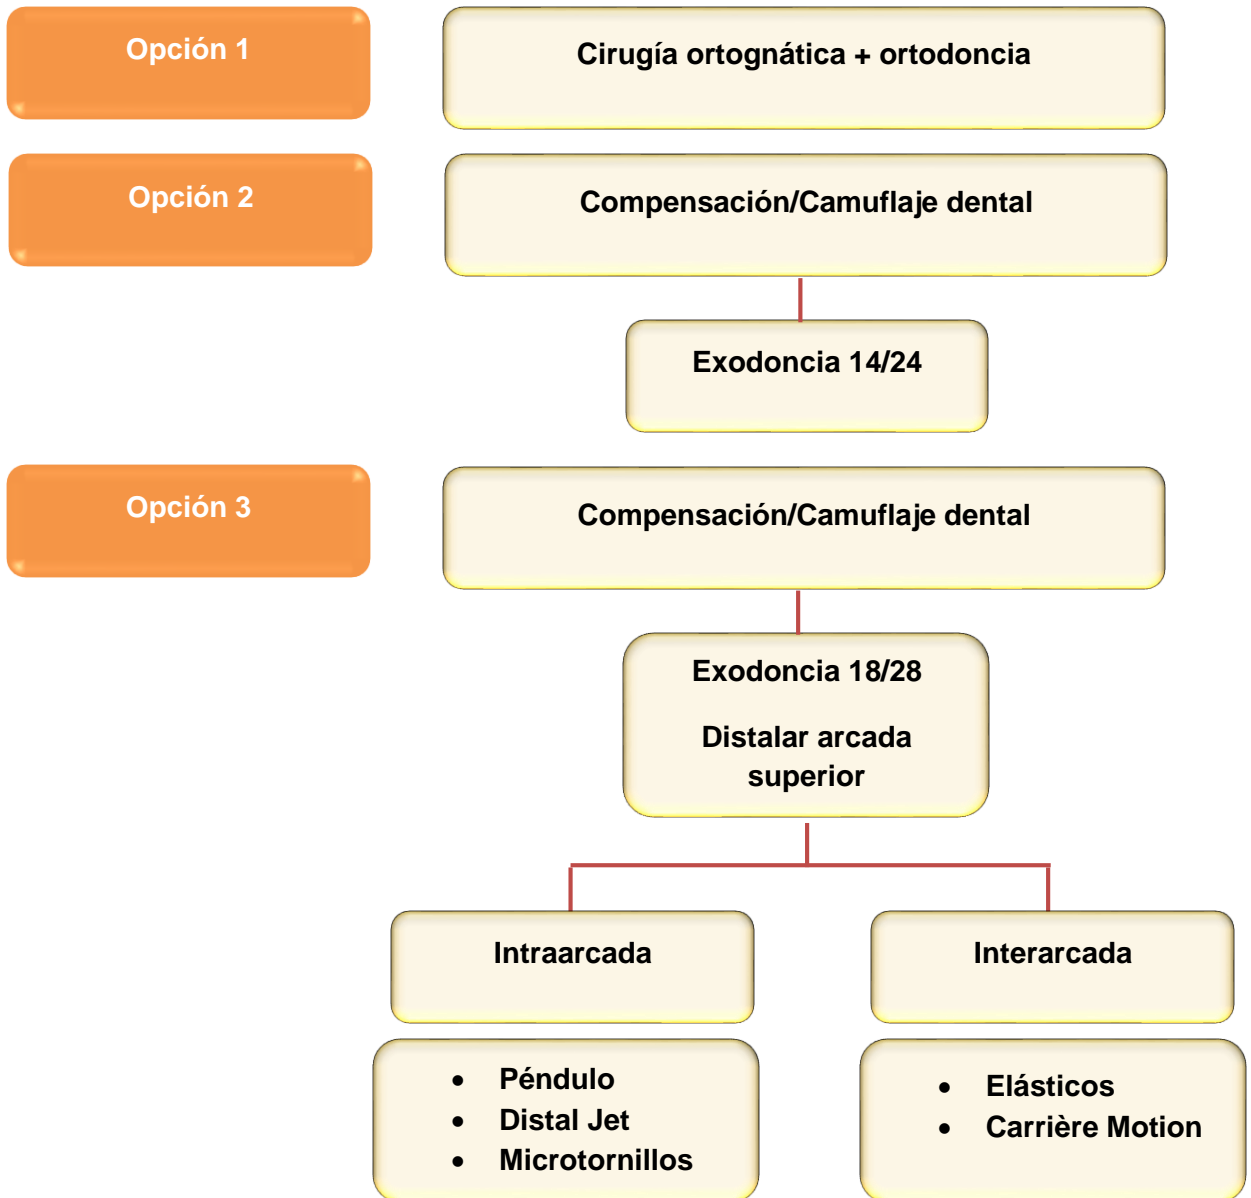 Opción 1
Cirugía ortognática + ortodoncia
Opción 2
Compensación/Camuflaje dental
Exodoncia 14/24
Opción 3
Compensación/Camuflaje dental
Exodoncia 18/28
Distalar arcada
superior
Intraarcada
Interarcada
• Péndulo
• Distal Jet
• Microtornillos
• Elásticos
• Carrière Motion